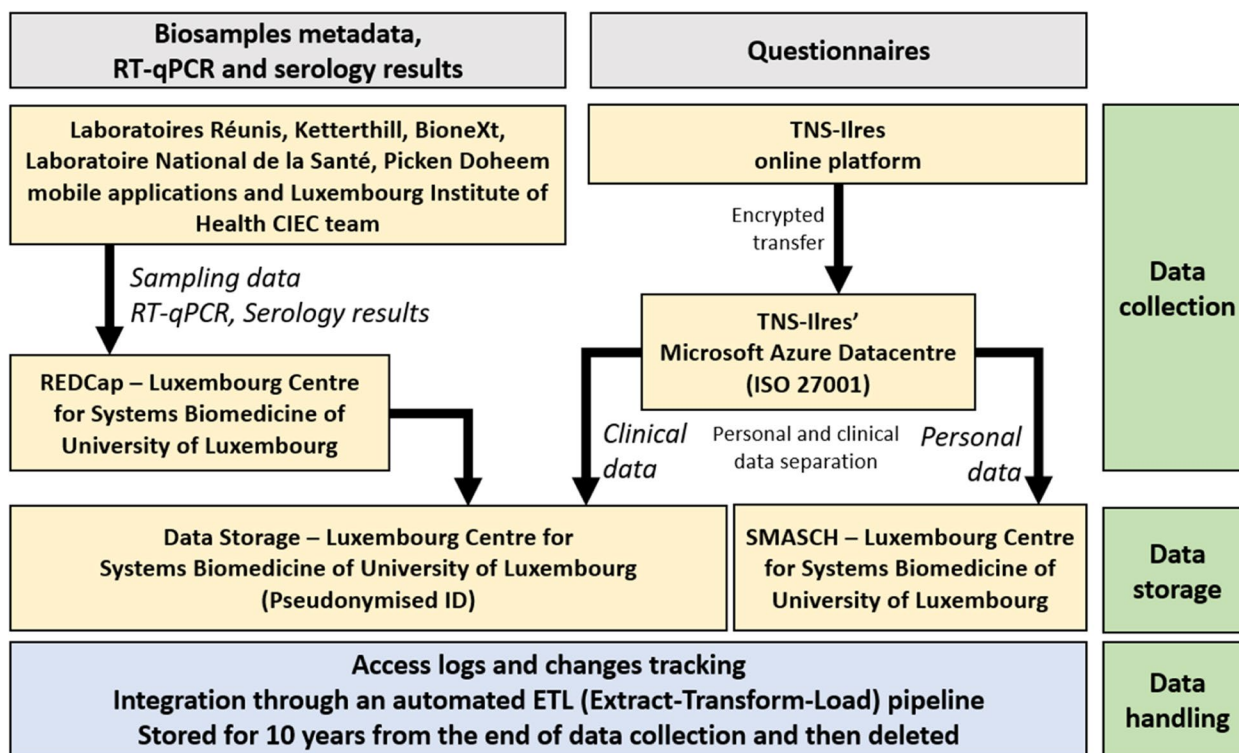 Biosamples metadata,
RT-qPCR and serology results
Questionnaires
Laboratoires Réunis, Ketterthill, BioneXt,
Laboratoire National de la Santé, Picken Doheem
mobile applications and Luxembourg Institute of
Health CIEC team
TNS-Ilres
online platform
Encrypted
transfer
Sampling data
RT-qPCR, Serology results
Data
collection
TNS-Ilres’
Microsoft Azure Datacentre
(ISO 27001)
REDCap – Luxembourg Centre
for Systems Biomedicine of
University of Luxembourg
Clinical
data
Personal and clinical
data separation
Personal
data
Data Storage – Luxembourg Centre for
Systems Biomedicine of University of Luxembourg
(Pseudonymised ID)
SMASCH – Luxembourg Centre
for Systems Biomedicine of
University of Luxembourg
Data
storage
Access logs and changes tracking
Integration through an automated ETL (Extract-Transform-Load) pipeline
Stored for 10 years from the end of data collection and then deleted
Data
handling